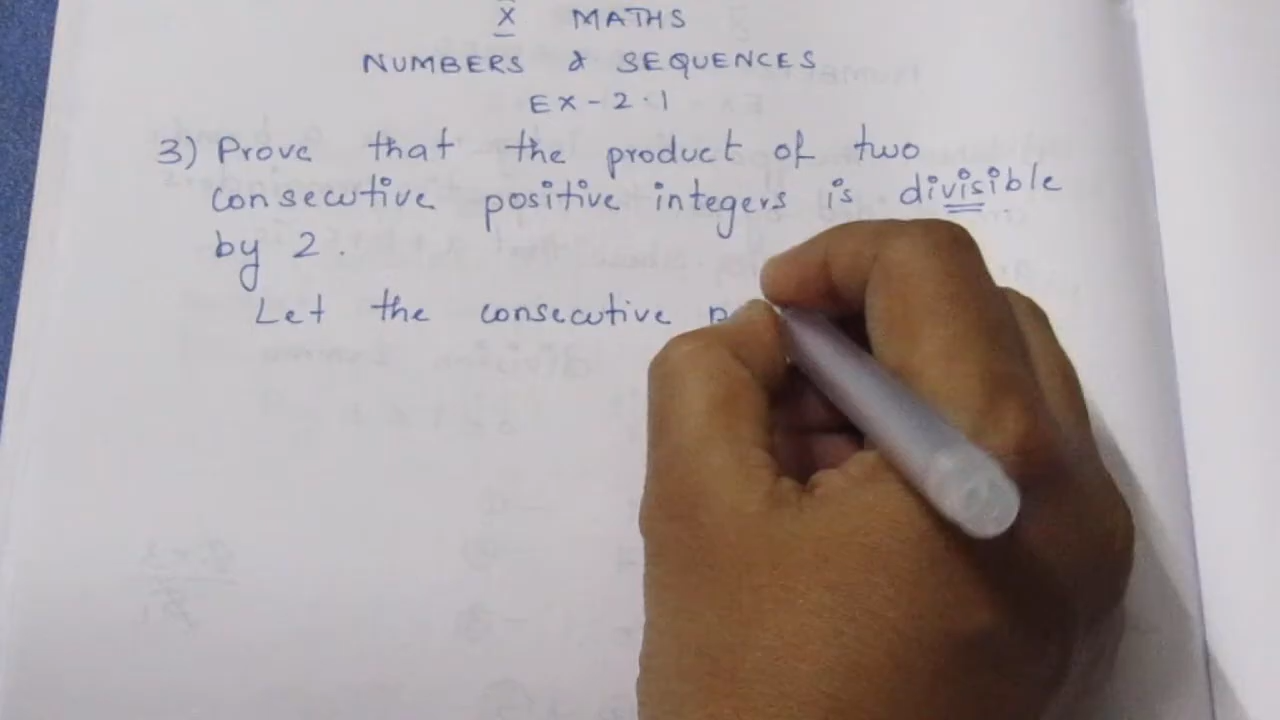 X MATHS
NUMBERS & SEQUENCES
EX - 2.1
3) Prove that the product of two
consecutive positive integers is divisible
by 2.
Let the consecutive p